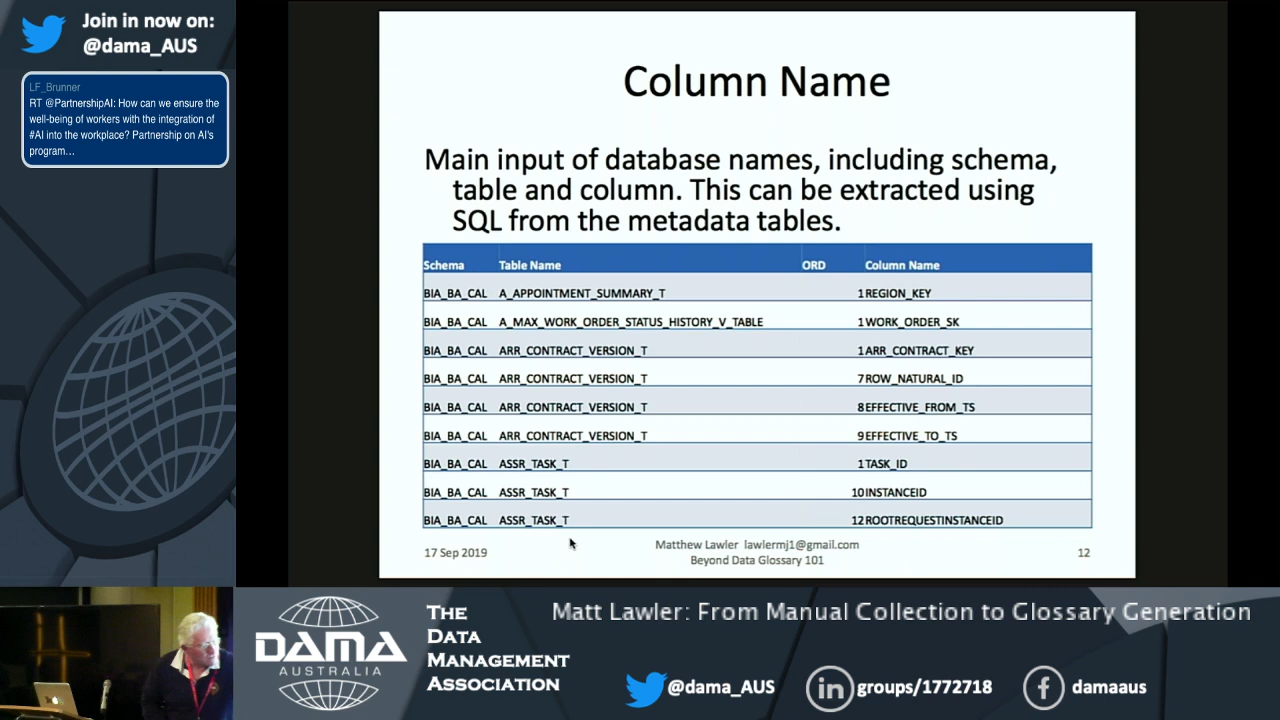 Join in now on:
@dama_AUS
LF_Brunner
RT @PartnershipAI: How can we ensure the
well-being of workers with the integration of
#AI into the workplace? Partnership on AI's
program…
Column Name
Main input of database names, including schema,
table and column. This can be extracted using
SQL from the metadata tables.
Schema Table Name ORD Column Name
BIA_BA_CAL A_APPOINTMENT_SUMMARY_T 1 REGION_KEY
BIA_BA_CAL A_MAX_WORK_ORDER_STATUS_HISTORY_V_TABLE 1 WORK_ORDER_SK
BIA_BA_CAL ARR_CONTRACT_VERSION_T 1 ARR_CONTRACT_KEY
BIA_BA_CAL ARR_CONTRACT_VERSION_T 7 ROW_NATURAL_ID
BIA_BA_CAL ARR_CONTRACT_VERSION_T 8 EFFECTIVE_FROM_TS
BIA_BA_CAL ARR_CONTRACT_VERSION_T 9 EFFECTIVE_TO_TS
BIA_BA_CAL ASSR_TASK_T 1 TASK_ID
BIA_BA_CAL ASSR_TASK_T 10 INSTANCEID
BIA_BA_CAL ASSR_TASK_T 12 ROOTREQUESTINSTANCEID
17 Sep 2019
Matthew Lawler lawlermj1@gmail.com
Beyond Data Glossary 101
12
DAMA
AUSTRALIA
THE
DATA
MANAGEMENT
ASSOCIATION
Matt Lawler: From Manual Collection to Glossary Generation
@dama_AUS
in groups/1772718
f damaaus